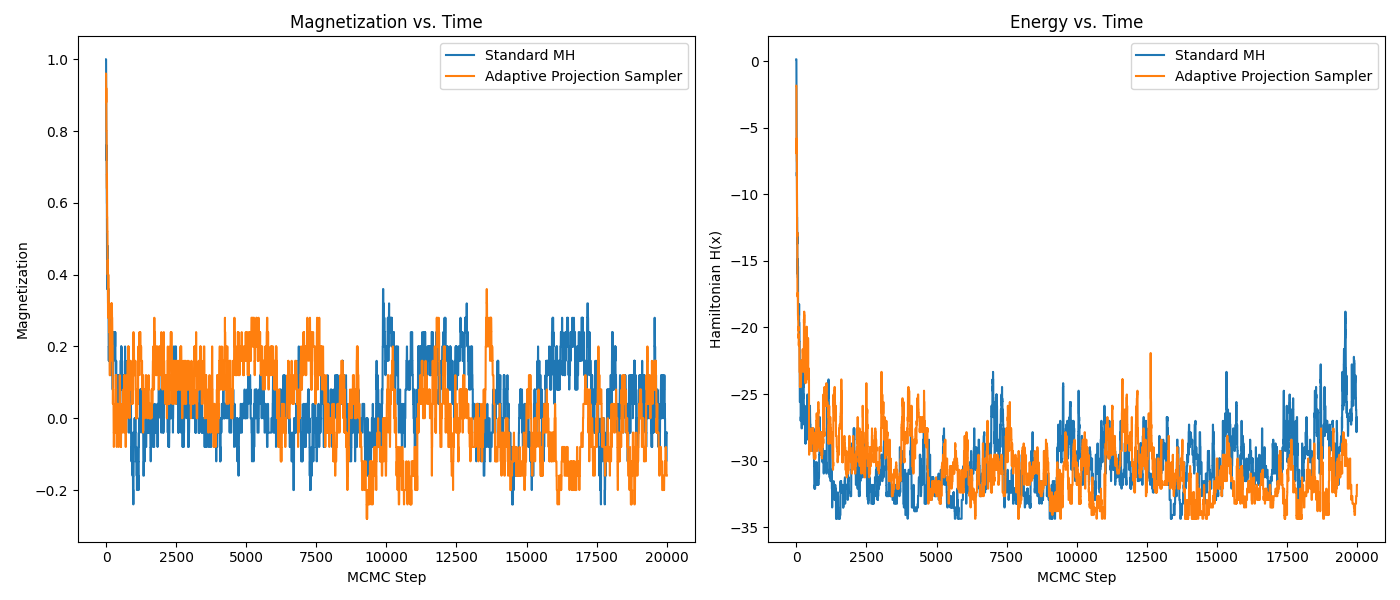 Magnetization vs. Time
Magnetization
1.0
0.8
0.6
0.4
0.2
0.0
−0.2
Standard MH
Adaptive Projection Sampler
0 2500 5000 7500 10000 12500 15000 17500 20000
MCMC Step
Energy vs. Time
Hamiltonian H(x)
0
−5
−10
−15
−20
−25
−30
−35
Standard MH
Adaptive Projection Sampler
0 2500 5000 7500 10000 12500 15000 17500 20000
MCMC Step